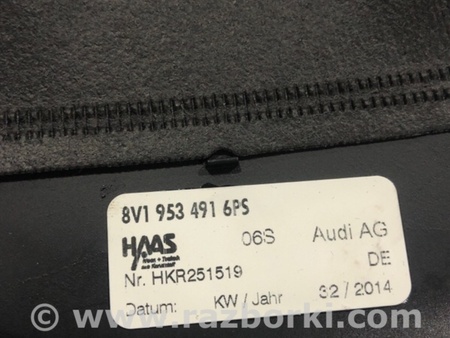 8V1 953 491 6PS
HAAS 06S Audi AG
Nr. HKR251519 DE
Datum: KW / Jahr 32 / 2014
© www.razborki.com